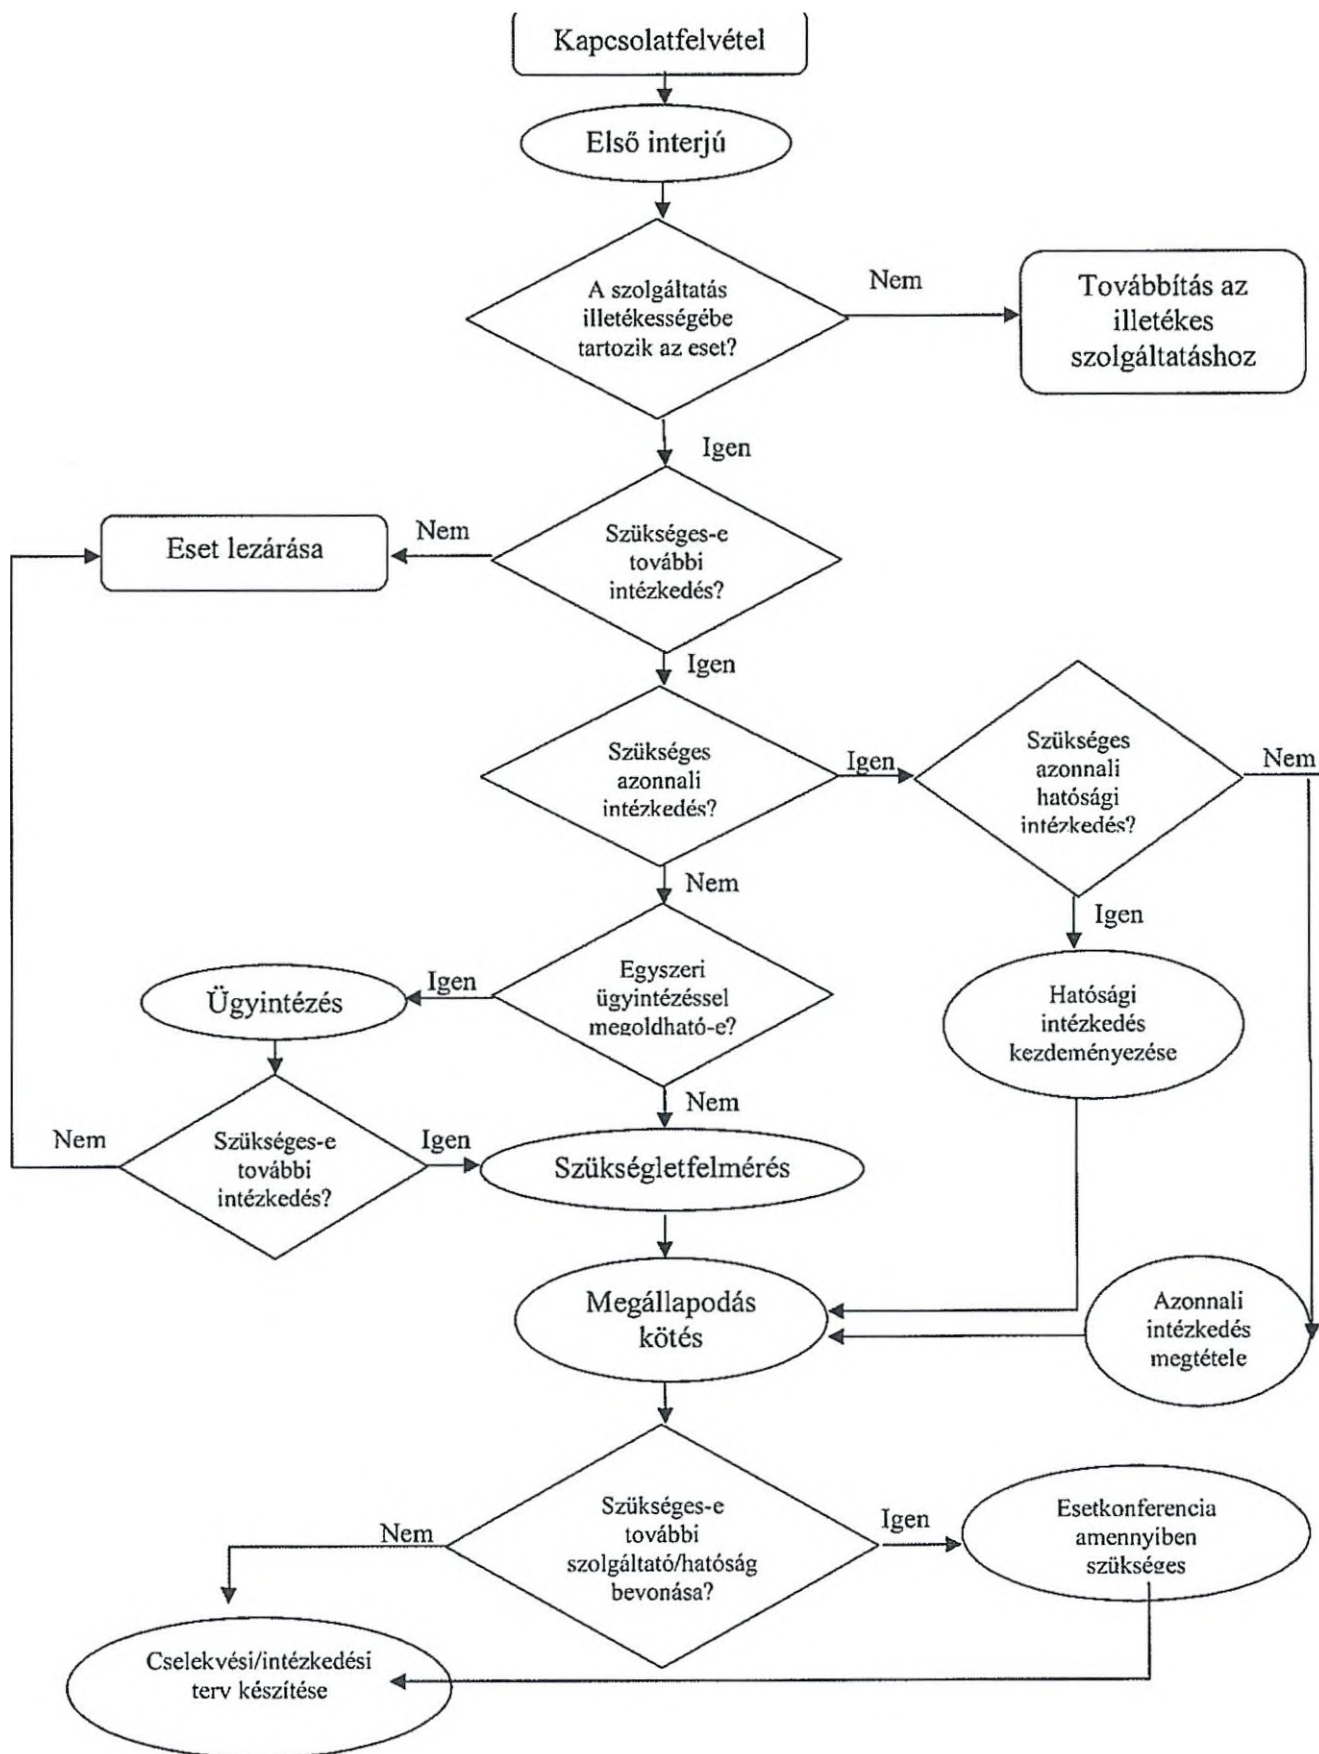 Kapcsolatfelvétel
Első interjú
A szolgáltatás
illetékességébe
tartozik az eset?
Nem
Továbbítás az
illetékes
szolgáltatáshoz
Igen
Szükséges-e
további
intézkedés?
Nem
Eset lezárása
Igen
Szükséges
azonnali
intézkedés?
Igen
Szükséges
azonnali
hatósági
intézkedés?
Nem
Nem
Igen
Egyszeri
ügyintézéssel
megoldható-e?
Igen
Ügyintézés
Hatósági
intézkedés
kezdeményezése
Nem
Nem
Szükséges-e
további
intézkedés?
Igen
Szükségletfelmérés
Megállapodás
kötés
Azonnali
intézkedés
megtétele
Szükséges-e
további
szolgáltató/hatóság
bevonása?
Nem
Igen
Esetkonferencia
amennyiben
szükséges
Cselekvési/intézkedési
terv készítése